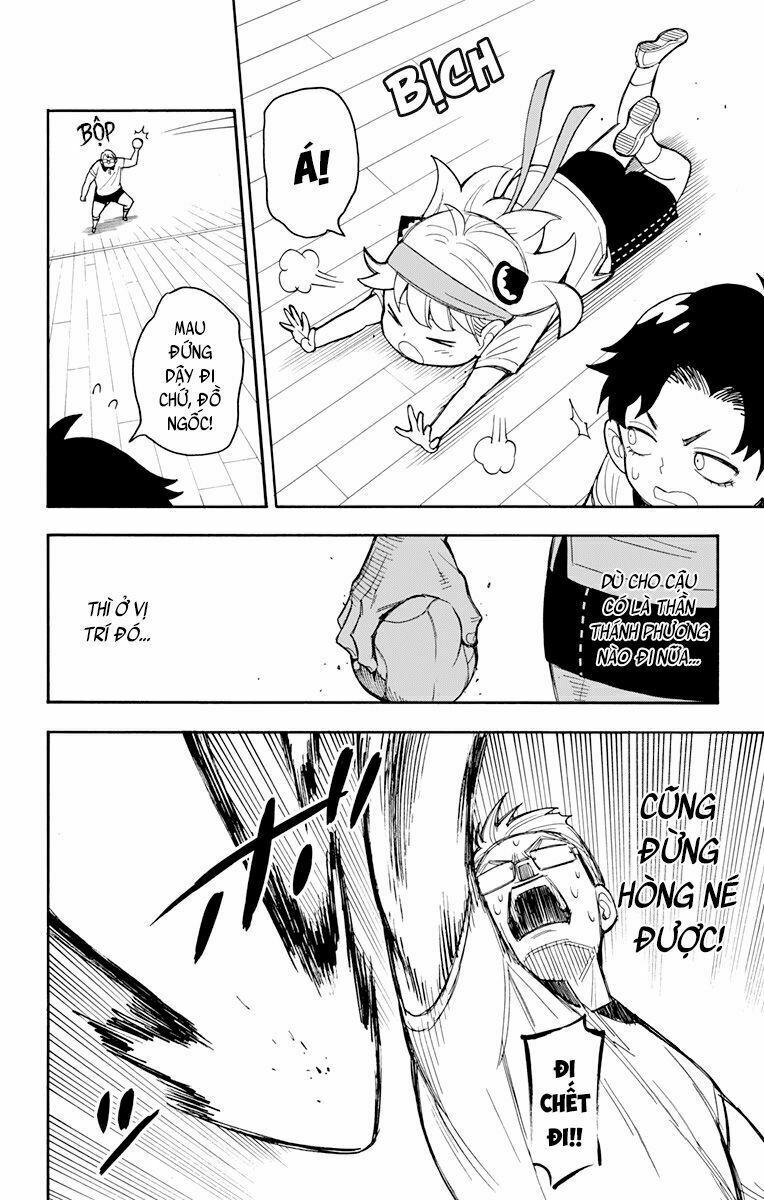 BỊCH
Á!
BỘP
MAU
ĐỨNG
DẬY ĐI
CHỨ, ĐỒ
NGỐC!
DÙ CHO CẬU
CÓ LÀ THẦN
THÁNH PHƯƠNG
NÀO ĐI NỮA...
THÌ Ở VỊ
TRÍ ĐÓ...
CŨNG
ĐỪNG
HÒNG NÉ
ĐƯỢC!
ĐI
CHẾT
ĐI!!